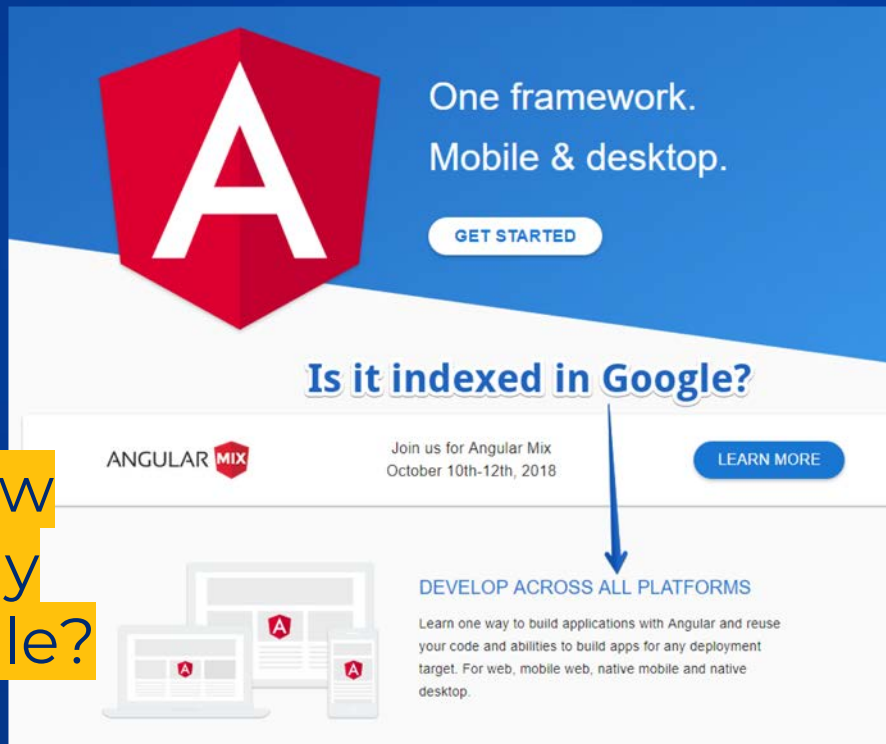 A
One framework.
Mobile & desktop.
GET STARTED
Is it indexed in Google?
ANGULAR MIX
Join us for Angular Mix
October 10th-12th, 2018
LEARN MORE
DEVELOP ACROSS ALL PLATFORMS
Learn one way to build applications with Angular and reuse
your code and abilities to build apps for any deployment
target. For web, mobile web, native mobile and native
desktop.